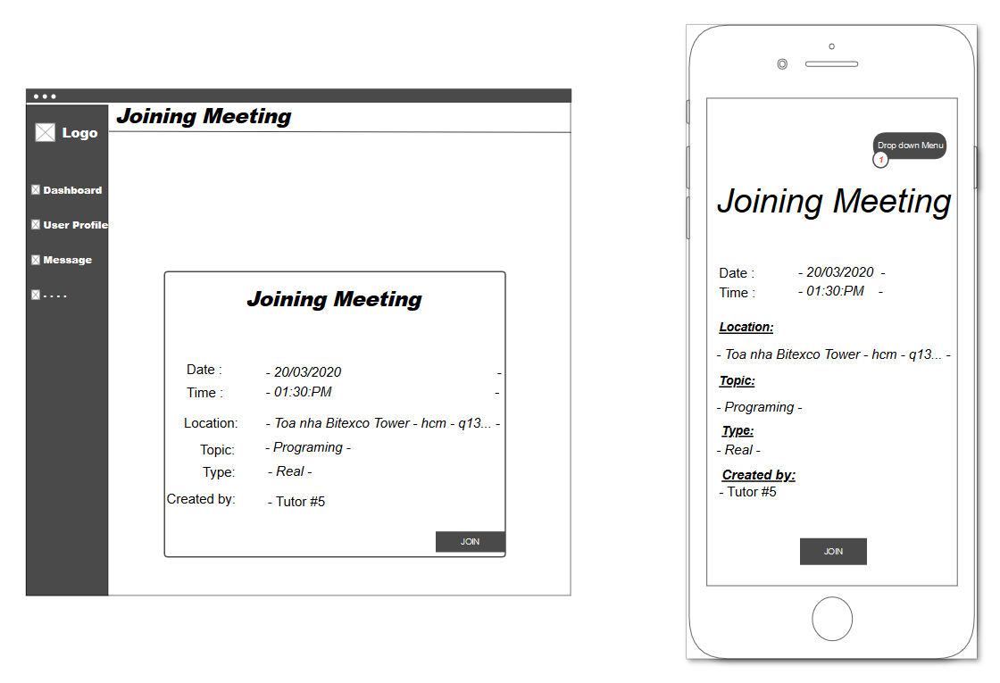 Joining Meeting
Logo
Dashboard
User Profile
Message
. . . .
Joining Meeting
Date : - 20/03/2020 -
Time : - 01:30:PM -
Location: - Toa nha Bitexco Tower - hcm - q13... -
Topic: - Programing -
Type: - Real -
Created by: - Tutor #5
JOIN
Drop down Menu
1
Joining Meeting
Date : - 20/03/2020 -
Time : - 01:30:PM -
Location:
- Toa nha Bitexco Tower - hcm - q13... -
Topic:
- Programing -
Type:
- Real -
Created by:
- Tutor #5
JOIN